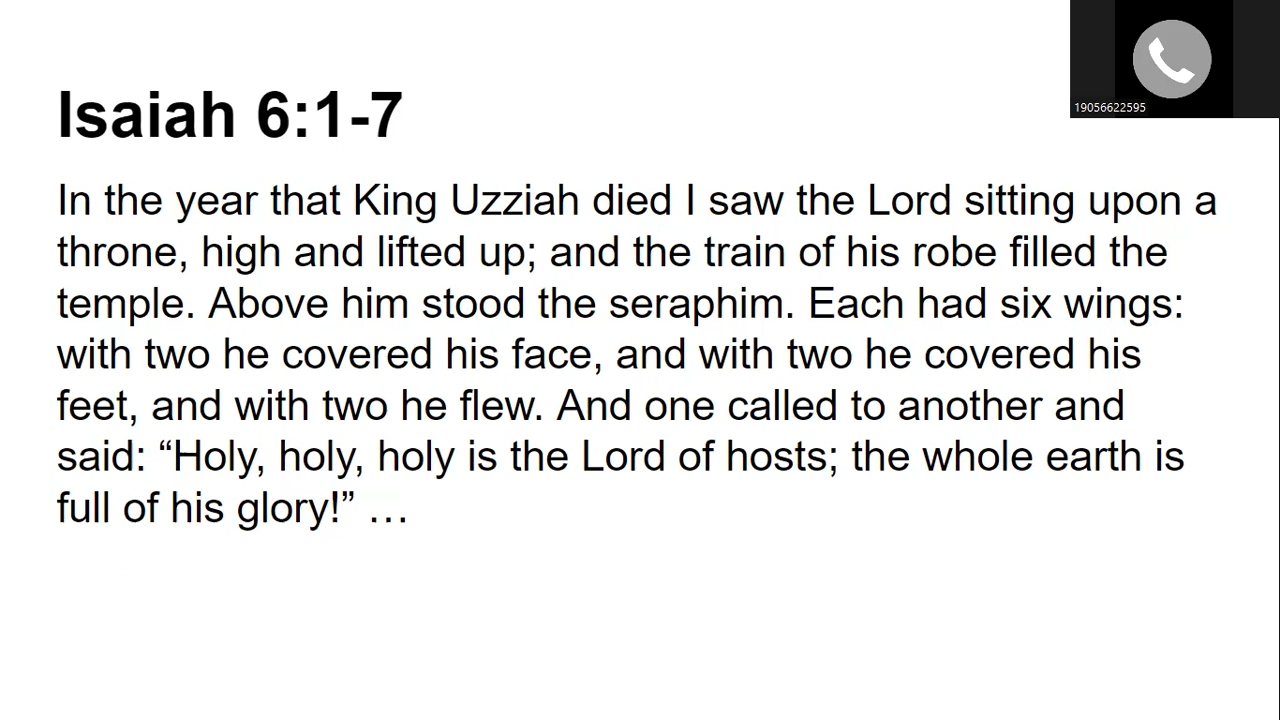 19056622595
Isaiah 6:1-7
In the year that King Uzziah died I saw the Lord sitting upon a
throne, high and lifted up; and the train of his robe filled the
temple. Above him stood the seraphim. Each had six wings:
with two he covered his face, and with two he covered his
feet, and with two he flew. And one called to another and
said: “Holy, holy, holy is the Lord of hosts; the whole earth is
full of his glory!” …